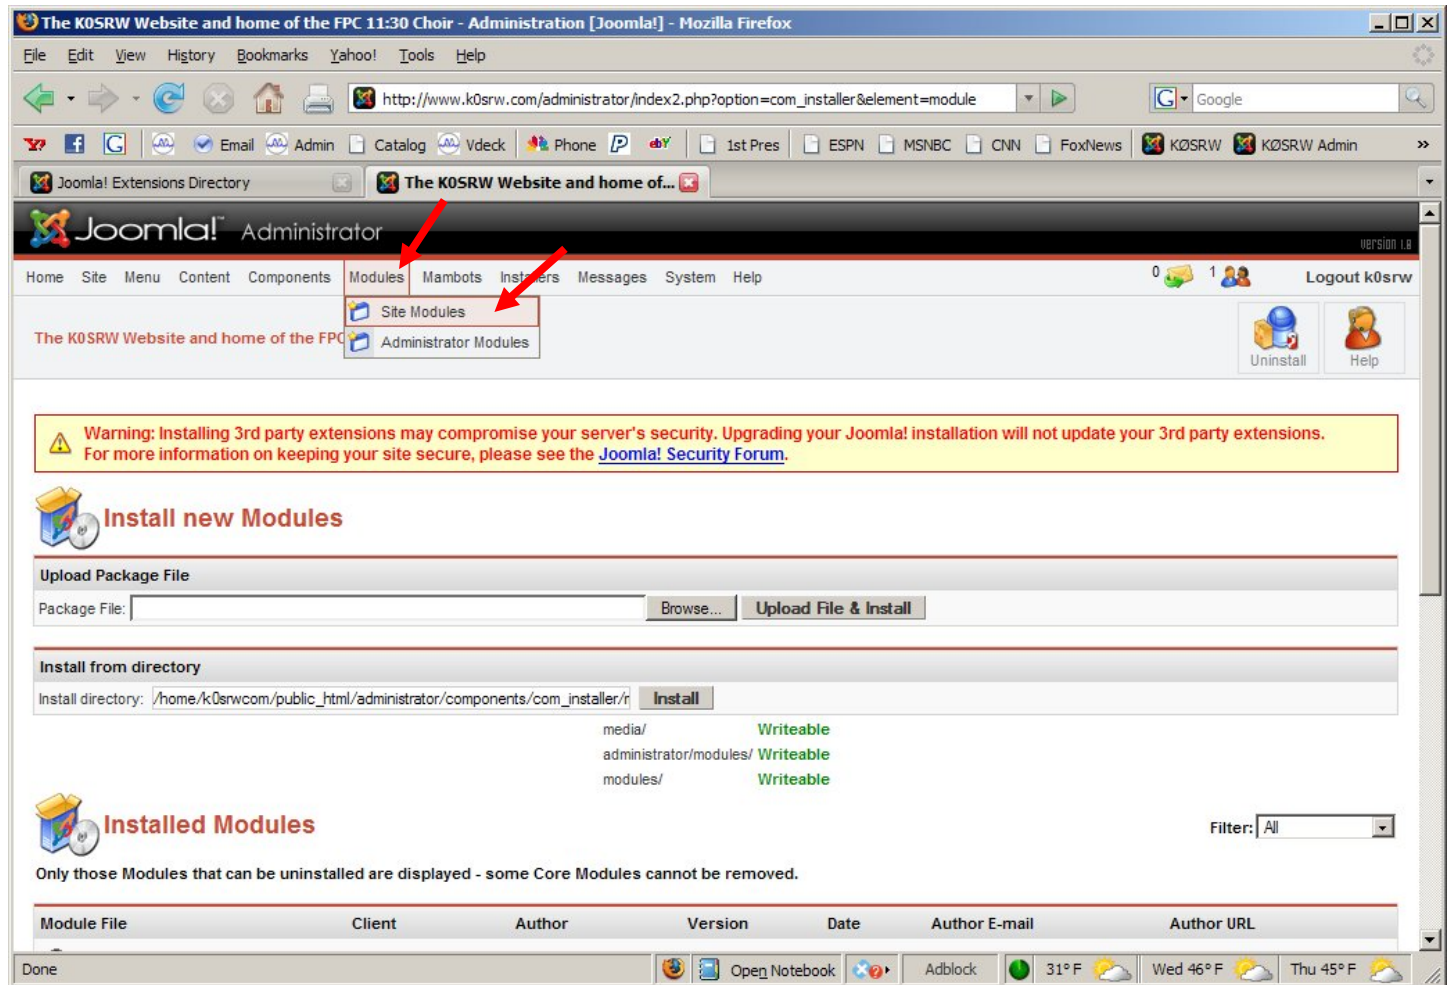 The K0SRW Website and home of the FPC 11:30 Choir - Administration [Joomla!] - Mozilla Firefox
File Edit View History Bookmarks Yahoo! Tools Help
http://www.k0srw.com/administrator/index2.php?option=com_installer&element=module Google
Email Admin Catalog Vdeck Phone ebY 1st Pres ESPN MSNBC CNN FoxNews KØSRW KØSRW Admin »
Joomla! Extensions Directory The K0SRW Website and home of...
Joomla!™ Administrator
version 1.0
Home Site Menu Content Components Modules Mambots Installers Messages System Help 0 1 Logout k0srw
Site Modules
The K0SRW Website and home of the FPC Administrator Modules
Uninstall Help
Warning: Installing 3rd party extensions may compromise your server's security. Upgrading your Joomla! installation will not update your 3rd party extensions.
For more information on keeping your site secure, please see the Joomla! Security Forum.
Install new Modules
Upload Package File
Package File: Browse... Upload File & Install
Install from directory
Install directory: /home/k0srwcom/public_html/administrator/components/com_installer/r Install
media/ Writeable
administrator/modules/ Writeable
modules/ Writeable
Installed Modules
Filter: All
Only those Modules that can be uninstalled are displayed - some Core Modules cannot be removed.
Module File Client Author Version Date Author E-mail Author URL
Done Open Notebook Adblock 31° F Wed 46° F Thu 45° F